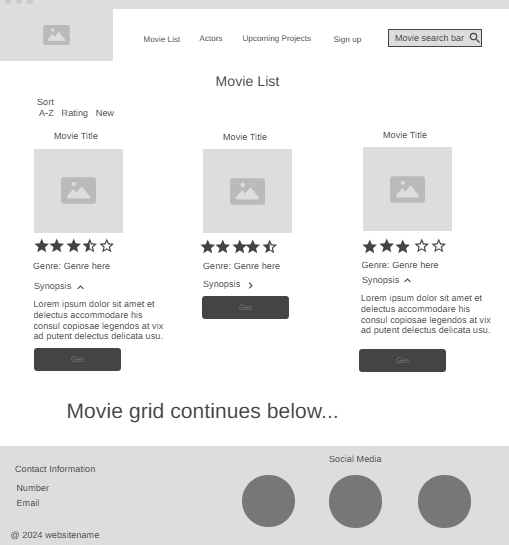 Movie List
Actors
Upcoming Projects
Sign up
Movie search bar
Movie List
Sort
A-Z Rating New
Movie Title
Genre: Genre here
Synopsis
Lorem ipsum dolor sit amet et
delectus accommodare his
consul copiosae legendos at vix
ad putent delectus delicata usu.
Get
Movie Title
Genre: Genre here
Synopsis
Get
Movie Title
Genre: Genre here
Synopsis
Lorem ipsum dolor sit amet et
delectus accommodare his
consul copiosae legendos at vix
ad putent delectus delicata usu.
Get
Movie grid continues below...
Contact Information
Number
Email
@ 2024 websitename
Social Media